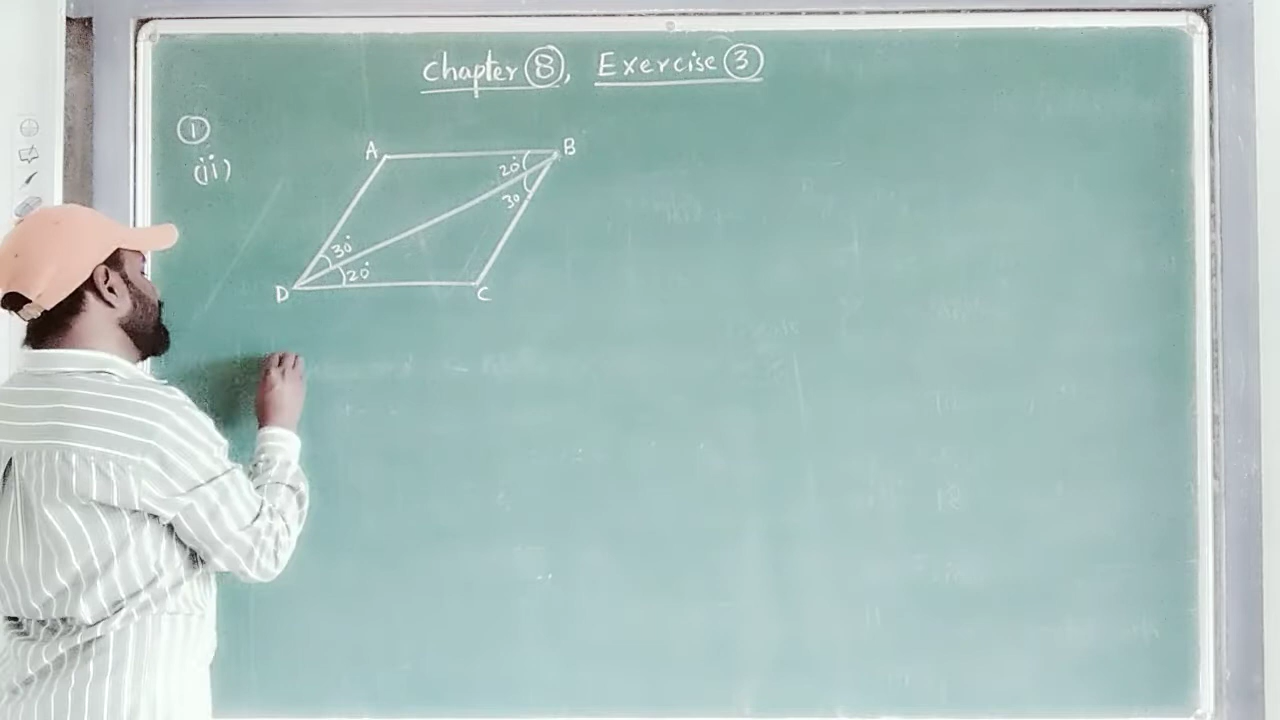 Chapter ⑧, Exercise ③
①
(ii)
A B
20°
30
30°
20°
D C